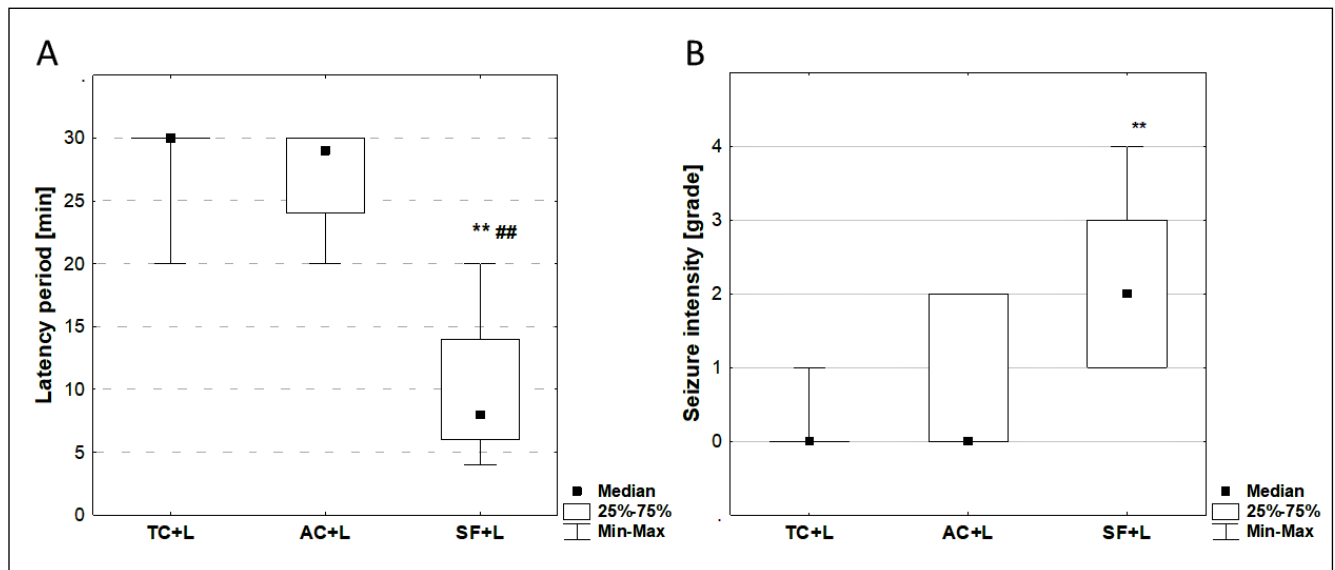 A
Latency period [min]
30
25
20
15
10
5
0
** ##
TC+L AC+L SF+L
Median
25%-75%
Min-Max
B
Seizure intensity [grade]
4
3
2
1
0
**
TC+L AC+L SF+L
Median
25%-75%
Min-Max